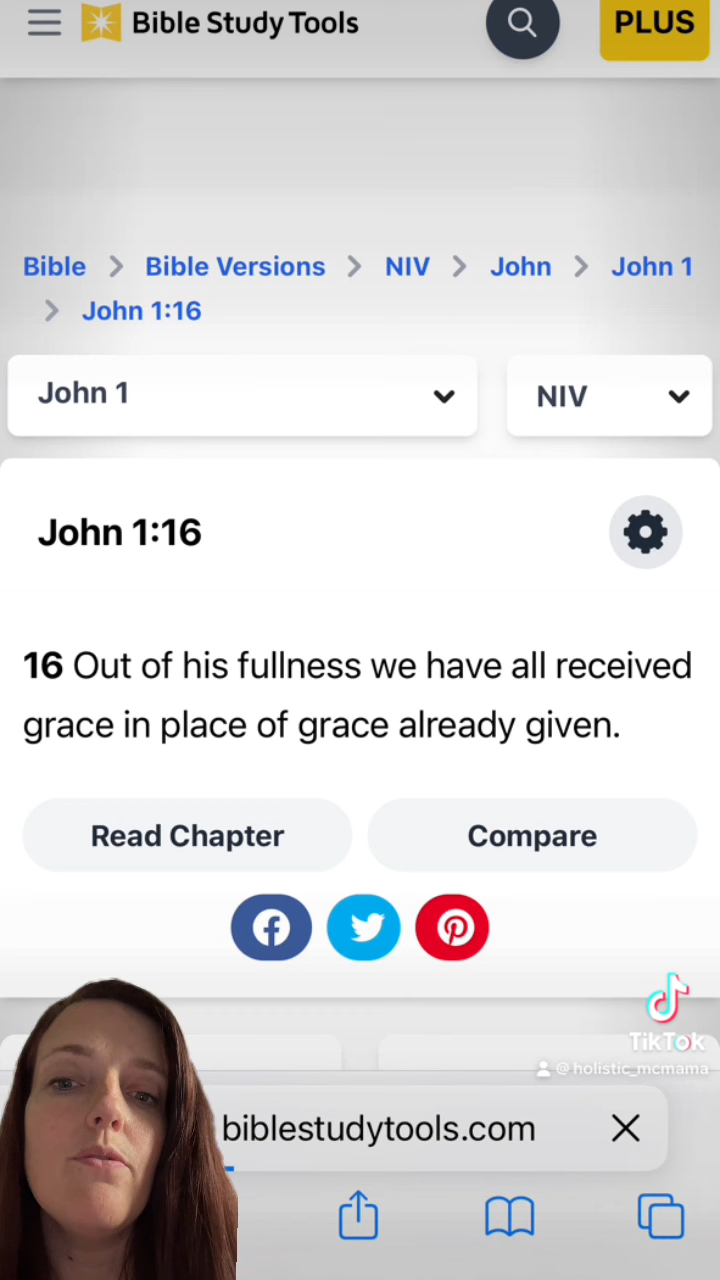 Bible Study Tools
PLUS
Bible > Bible Versions > NIV > John > John 1
> John 1:16
John 1
NIV
John 1:16
16 Out of his fullness we have all received
grace in place of grace already given.
Read Chapter
Compare
TikTok
@holistic_mcmama
biblestudytools.com